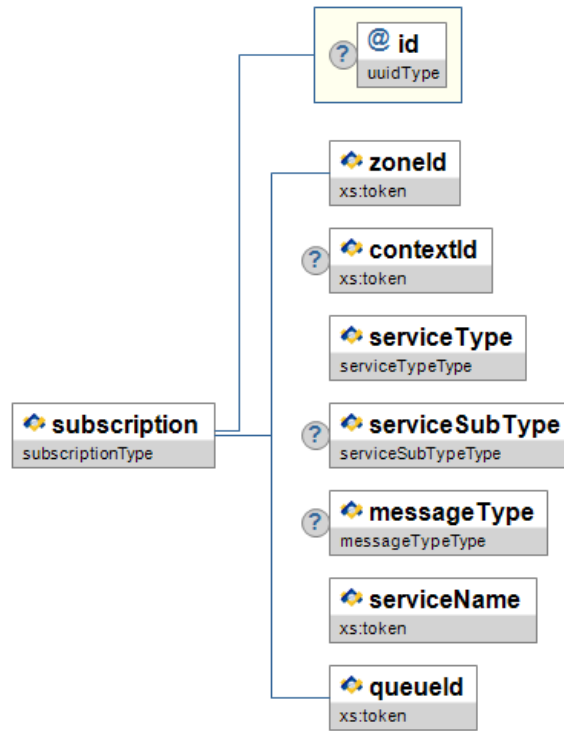 @ id
? uuidType
zoneId
xs:token
contextId
? xs:token
serviceType
serviceTypeType
subscription
subscriptionType
serviceSubType
? serviceSubTypeType
messageType
? messageTypeType
serviceName
xs:token
queueId
xs:token